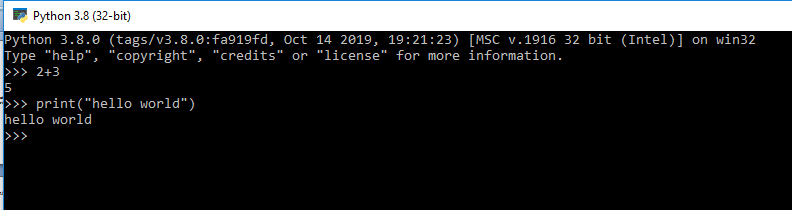 Python 3.8 (32-bit)
Python 3.8.0 (tags/v3.8.0:fa919fd, Oct 14 2019, 19:21:23) [MSC v.1916 32 bit (Intel)] on win32
Type "help", "copyright", "credits" or "license" for more information.
>>> 2+3
5
>>> print("hello world")
hello world
>>>